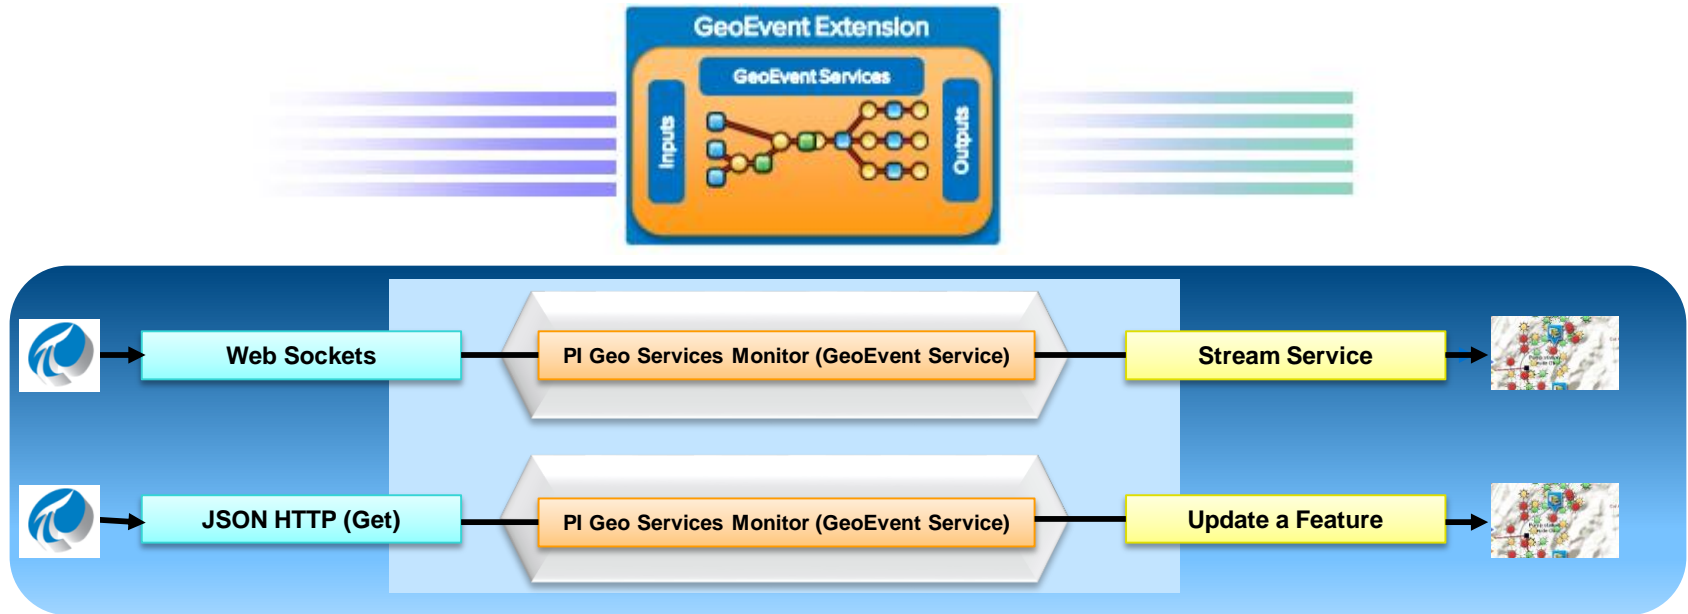 GeoEvent Extension
GeoEvent Services
Inputs
Outputs
Web Sockets
PI Geo Services Monitor (GeoEvent Service)
Stream Service
JSON HTTP (Get)
PI Geo Services Monitor (GeoEvent Service)
Update a Feature